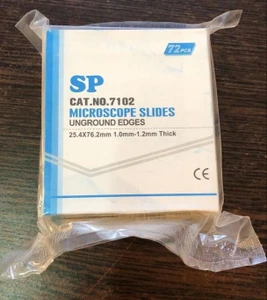 72 PCS.
SP
CAT.NO.7102
MICROSCOPE SLIDES
UNGROUND EDGES
25.4X76.2mm 1.0mm-1.2mm Thick
CE